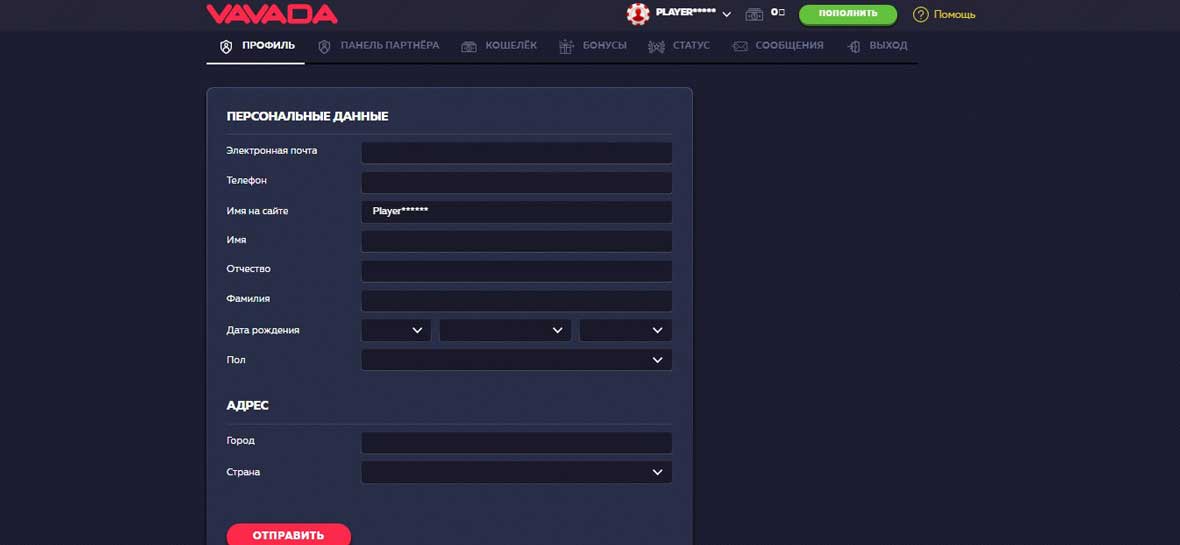 VAVADA
PLAYER***** 0 ПОПОЛНИТЬ ? Помощь
ПРОФИЛЬ ПАНЕЛЬ ПАРТНЁРА КОШЕЛЁК БОНУСЫ СТАТУС СООБЩЕНИЯ ВЫХОД
ПЕРСОНАЛЬНЫЕ ДАННЫЕ
Электронная почта
Телефон
Имя на сайте Player******
Имя
Отчество
Фамилия
Дата рождения
Пол
АДРЕС
Город
Страна
ОТПРАВИТЬ